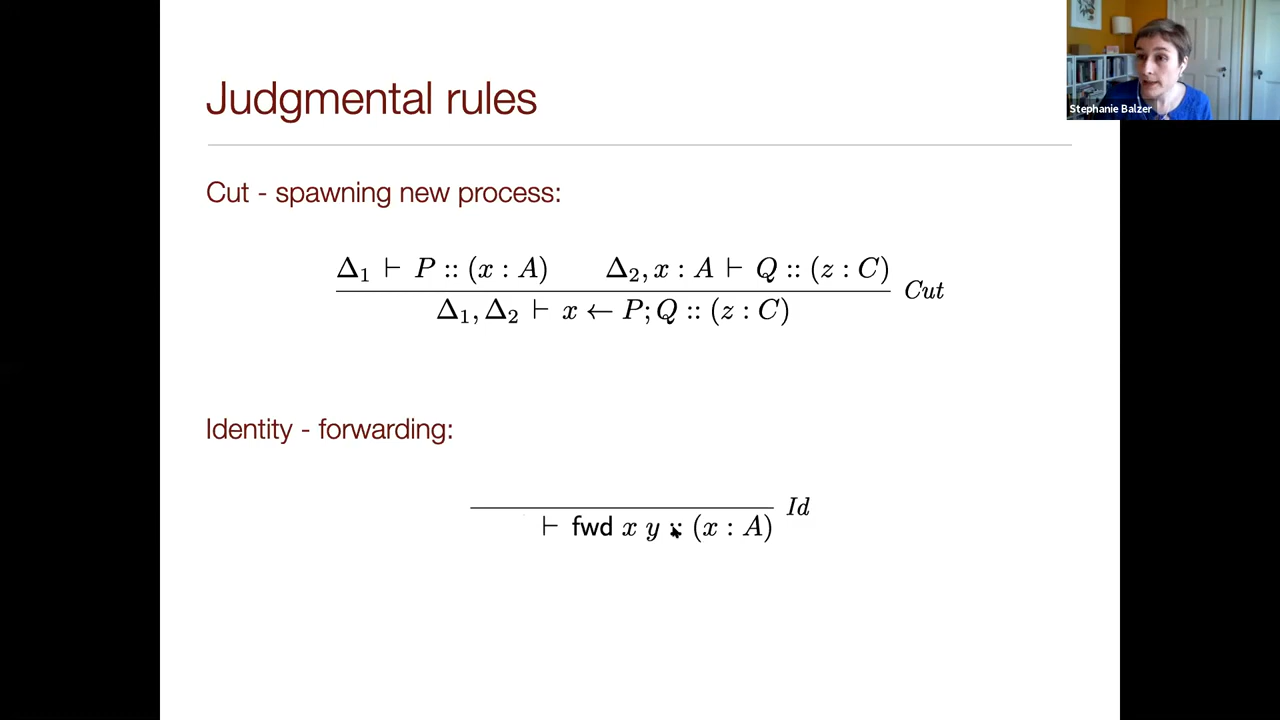 Judgmental rules
Stephanie Balzer
Cut - spawning new process:
Δ₁ ⊢ P :: (x : A)    Δ₂, x : A ⊢ Q :: (z : C)
Cut
Δ₁, Δ₂ ⊢ x ← P; Q :: (z : C)
Identity - forwarding:
Id
⊢ fwd x y :: (x : A)